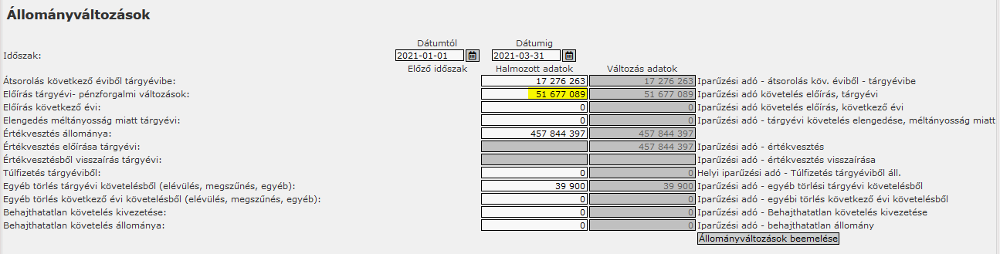 Állományváltozások
Dátumtól Dátumig
Időszak: 2021-01-01 2021-03-31
Előző időszak Halmozott adatok Változás adatok
Átsorolás következő éviből tárgyévibe: 17 276 263 17 276 263 Iparűzési adó - átsorolás köv. éviből - tárgyévibe
Előírás tárgyévi- pénzforgalmi változások: 51 677 089 51 677 089 Iparűzési adó követelés előírás, tárgyévi
Előírás következő évi: 0 0 Iparűzési adó követelés előírás, következő évi
Elengedés méltányosság miatt tárgyévi: 0 0 Iparűzési adó - tárgyévi követelés elengedése, méltányosság miatt
Értékvesztés állománya: 457 844 397 457 844 397
Értékvesztés előírása tárgyévi: 457 844 397 Iparűzési adó - értékvesztés
Értékvesztésből visszaírás tárgyévi: Iparűzési adó - értékvesztés visszaírása
Túlfizetés tárgyéviből: 0 0 Helyi iparűzési adó - Túlfizetés tárgyéviből áll.
Egyéb törlés tárgyévi követelésből (elévülés, megszűnés, egyéb): 39 900 39 900 Iparűzési adó - egyéb törlési tárgyévi követelésből
Egyéb törlés következő évi követelésből (elévülés, megszűnés, egyéb): 0 0 Iparűzési adó - egyébi törlés következő évi követelésből
Behajthatatlan követelés kivezetése: 0 0 Iparűzési adó - Behajthatatlan követelés kivezetése
Behajthatatlan követelés állománya: 0 0 Iparűzési adó - behajthatatlan állomány
Állományváltozások beemelése